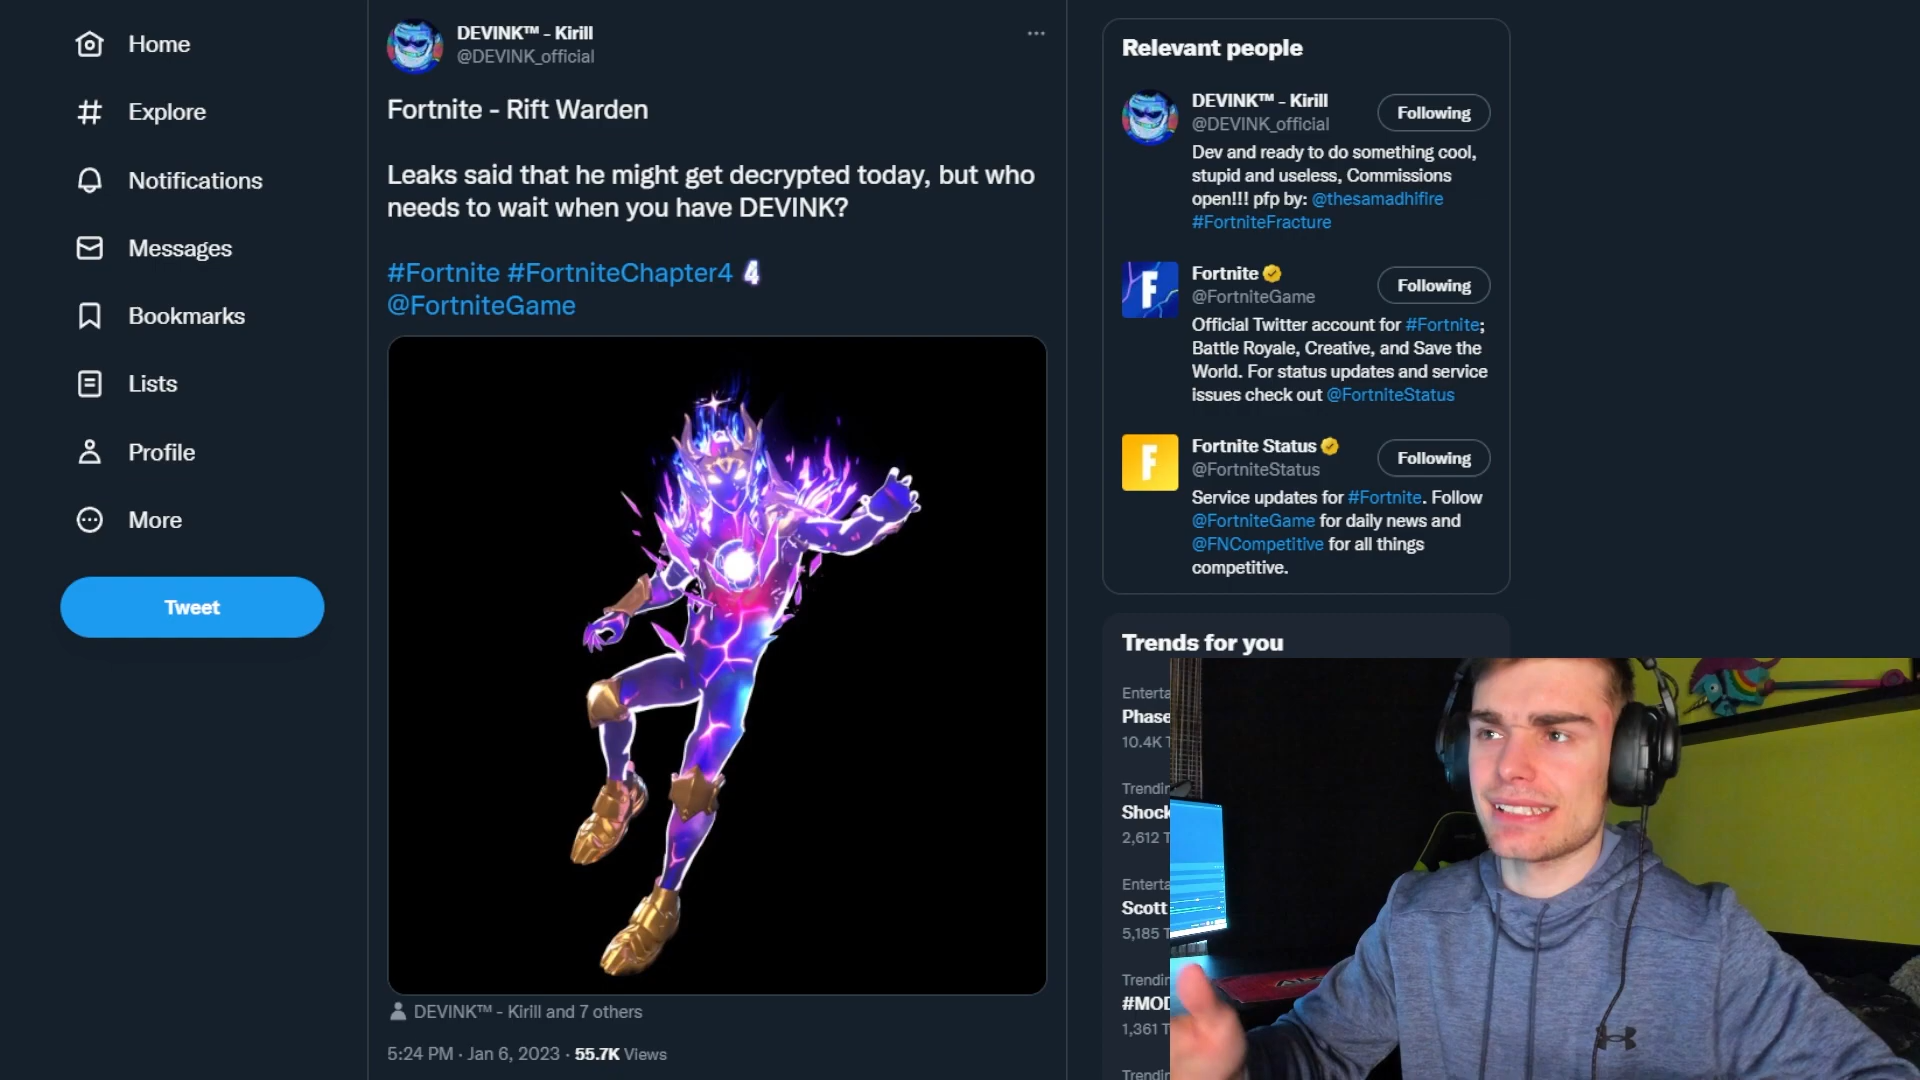 Home
Explore
Notifications
Messages
Bookmarks
Lists
Profile
More
Tweet
DEVINK™ - Kirill
@DEVINK_official
Fortnite - Rift Warden
Leaks said that he might get decrypted today, but who
needs to wait when you have DEVINK?
#Fortnite #FortniteChapter4 4
@FortniteGame
DEVINK™ - Kirill and 7 others
5:24 PM · Jan 6, 2023 · 55.7K Views
Relevant people
DEVINK™ - Kirill
@DEVINK_official
Following
Dev and ready to do something cool,
stupid and useless, Commissions
open!!! pfp by: @thesamadhifire
#FortniteFracture
Fortnite
@FortniteGame
Following
Official Twitter account for #Fortnite;
Battle Royale, Creative, and Save the
World. For status updates and service
issues check out @FortniteStatus
Fortnite Status
@FortniteStatus
Following
Service updates for #Fortnite. Follow
@FortniteGame for daily news and
@FNCompetitive for all things
competitive.
Trends for you
Enterta
Phase
10.4K T
Trendin
Shock
2,612 T
Enterta
Scott
5,185 T
Trendin
#MOD
1,361 T
Trending